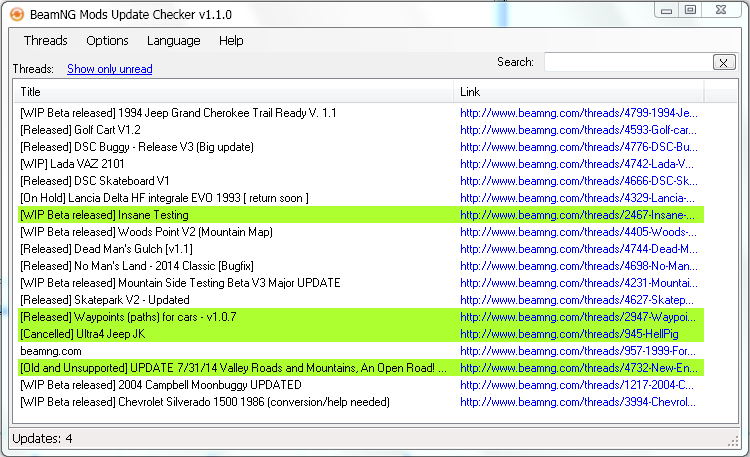 BeamNG Mods Update Checker v1.1.0
Threads Options Language Help
Threads: Show only unread Search:
Title Link
[WIP Beta released] 1994 Jeep Grand Cherokee Trail Ready V. 1.1 http://www.beamng.com/threads/4799-1994-Je...
[Released] Golf Cart V1.2 http://www.beamng.com/threads/4593-Golf-car...
[Released] DSC Buggy - Release V3 (Big update) http://www.beamng.com/threads/4776-DSC-Bu...
[WIP] Lada VAZ 2101 http://www.beamng.com/threads/4742-Lada-V...
[Released] DSC Skateboard V1 http://www.beamng.com/threads/4666-DSC-Sk...
[On Hold] Lancia Delta HF integrale EVO 1993 [ return soon ] http://www.beamng.com/threads/4329-Lancia-...
[WIP Beta released] Insane Testing http://www.beamng.com/threads/2467-Insane-...
[WIP Beta released] Woods Point V2 (Mountain Map) http://www.beamng.com/threads/4405-Woods-...
[Released] Dead Man's Gulch [v1.1] http://www.beamng.com/threads/4744-Dead-M...
[Released] No Man's Land - 2014 Classic [Bugfix] http://www.beamng.com/threads/4698-No-Man...
[WIP Beta released] Mountain Side Testing Beta V3 Major UPDATE http://www.beamng.com/threads/4231-Mountai...
[Released] Skatepark V2 - Updated http://www.beamng.com/threads/4627-Skatep...
[Released] Waypoints (paths) for cars - v1.0.7 http://www.beamng.com/threads/2947-Waypoi...
[Cancelled] Ultra4 Jeep JK http://www.beamng.com/threads/945-HellPig
beamng.com http://www.beamng.com/threads/957-1999-For...
[Old and Unsupported] UPDATE 7/31/14 Valley Roads and Mountains, An Open Road! ... http://www.beamng.com/threads/4732-New-En...
[WIP Beta released] 2004 Campbell Moonbuggy UPDATED http://www.beamng.com/threads/1217-2004-C...
[WIP Beta released] Chevrolet Silverado 1500 1986 (conversion/help needed) http://www.beamng.com/threads/3994-Chevrol...
Updates: 4